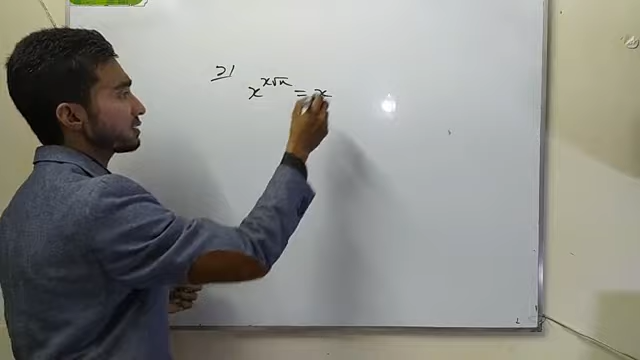 21
x^{x√x} = x